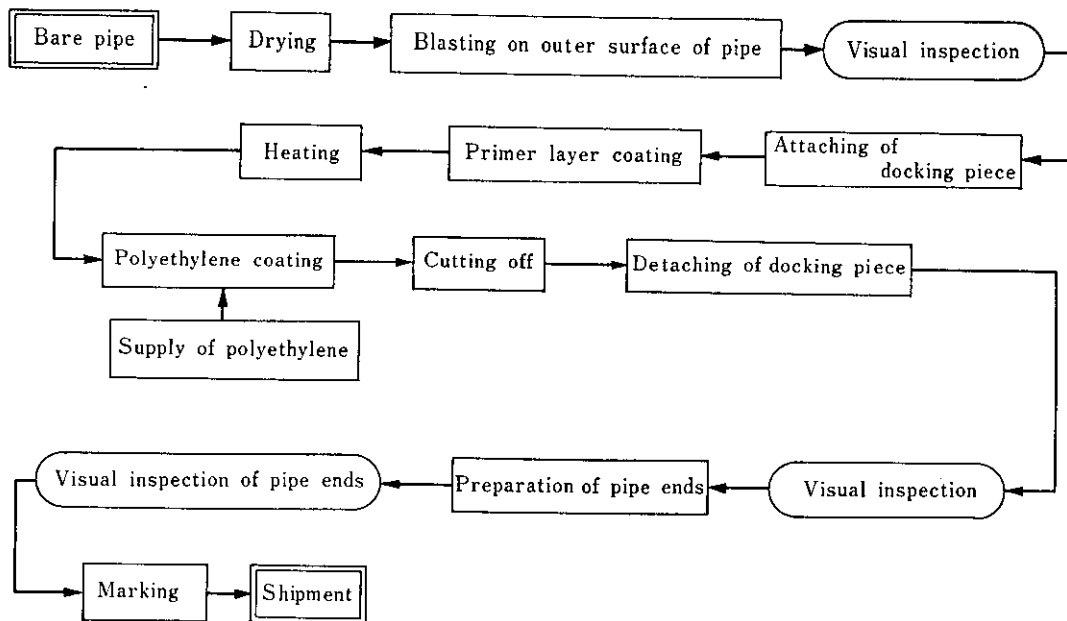 Bare pipe
Drying
Blasting on outer surface of pipe
Visual inspection
Attaching of
docking piece
Primer layer coating
Heating
Polyethylene coating
Supply of polyethylene
Cutting off
Detaching of docking piece
Visual inspection
Preparation of pipe ends
Visual inspection of pipe ends
Marking
Shipment